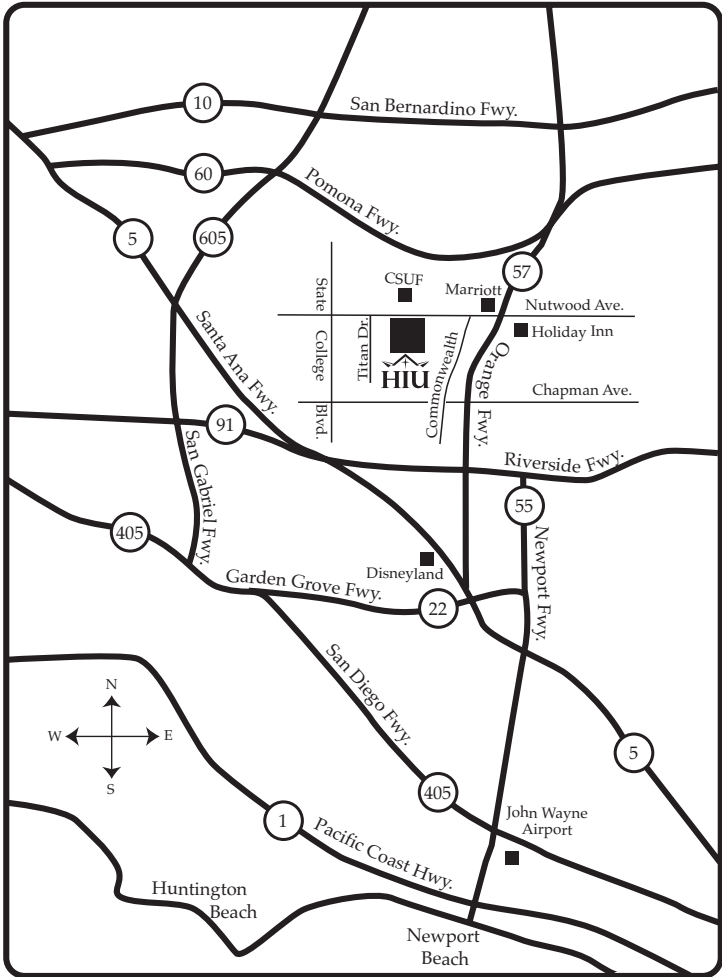 10
San Bernardino Fwy.
60
Pomona Fwy.
5
605
57
CSUF
Marriott
Nutwood Ave.
State
College
Blvd.
Titan Dr.
HIU
Commonwealth
Holiday Inn
Orange Fwy.
Chapman Ave.
Santa Ana Fwy.
91
Riverside Fwy.
San Gabriel Fwy.
55
Newport Fwy.
405
Disneyland
Garden Grove Fwy.
22
San Diego Fwy.
N
W
E
S
5
405
1
John Wayne
Airport
Pacific Coast Hwy.
Huntington
Beach
Newport
Beach